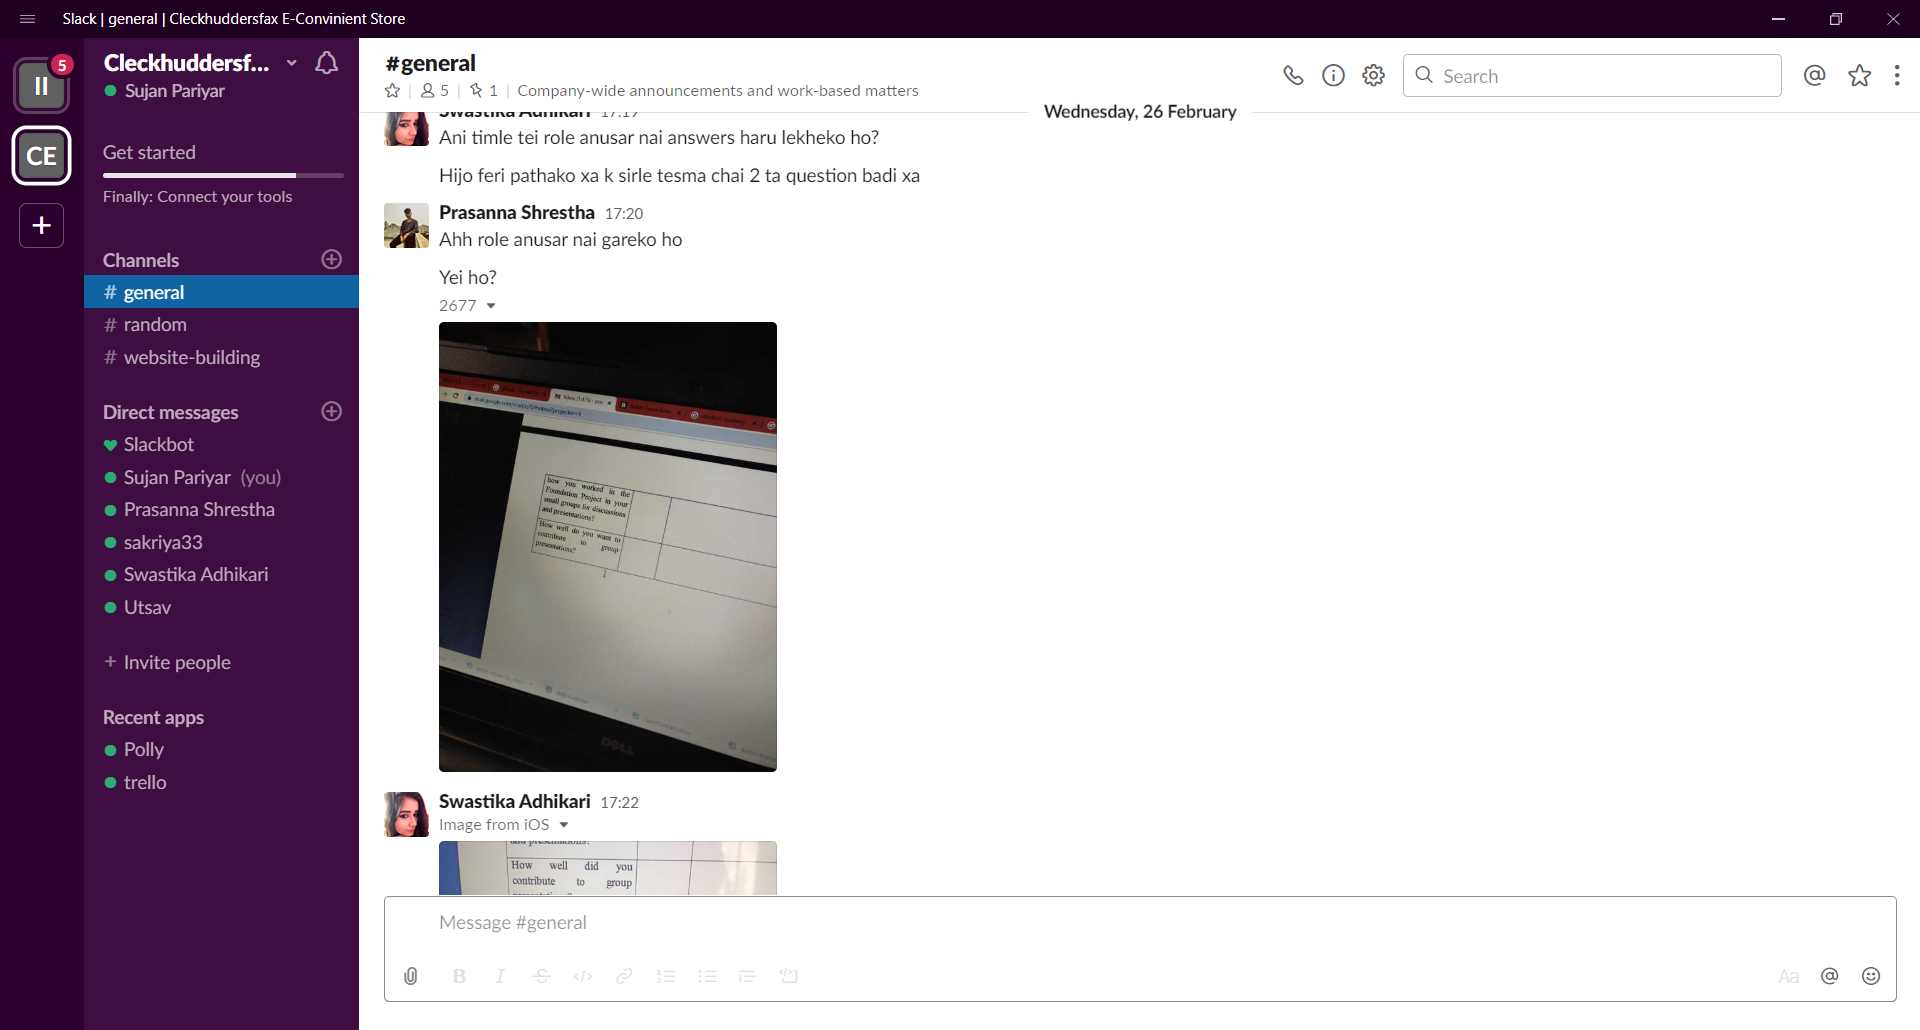 Slack | general | Cleckhuddersfax E-Convinient Store
II
5
CE
Cleckhuddersf...
Sujan Pariyar
Get started
Finally: Connect your tools
Channels
# general
# random
# website-building
Direct messages
Slackbot
Sujan Pariyar (you)
Prasanna Shrestha
sakriya33
Swastika Adhikari
Utsav
+ Invite people
Recent apps
Polly
trello
#general
5 | 1 | Company-wide announcements and work-based matters
Search
Wednesday, 26 February
Swastika Adhikari 17:19
Ani timle tei role anusar nai answers haru lekheko ho?
Hijo feri pathako xa k sirle tesma chai 2 ta question badi xa
Prasanna Shrestha 17:20
Ahh role anusar nai gareko ho
Yei ho?
2677
how you worked in the
Foundation Project in your
small groups for discussions
and presentations?
How well do you want to
contribute to group
presentations?
DELL
Swastika Adhikari 17:22
Image from iOS
and presentations?
How well did you
contribute to group
Message #general
Aa